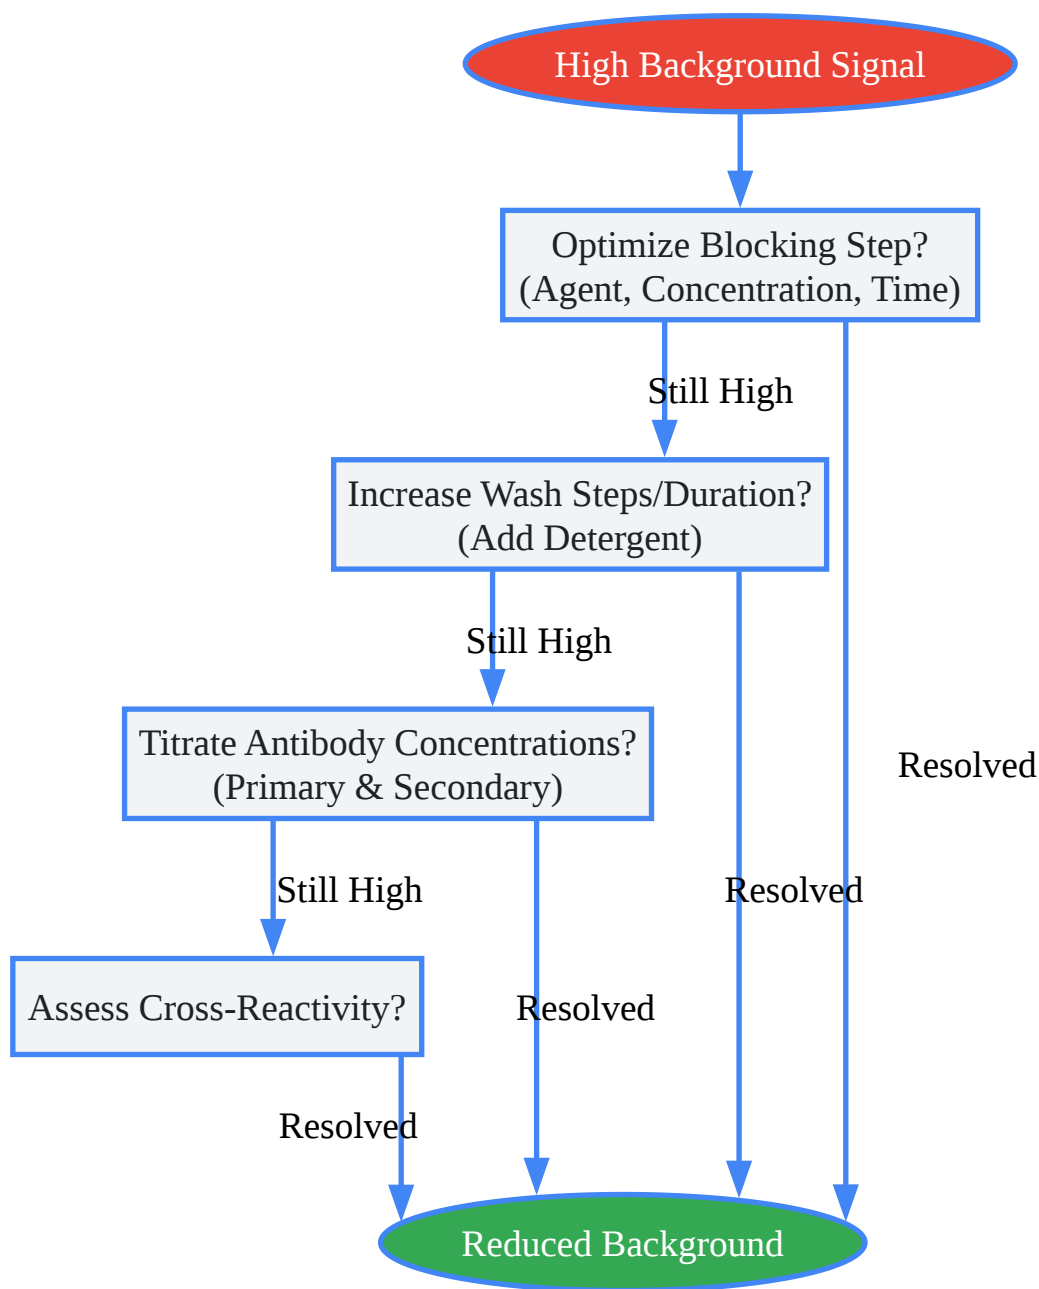 High Background Signal
Optimize Blocking Step?
(Agent, Concentration, Time)
Still High
Increase Wash Steps/Duration?
(Add Detergent)
Still High
Titrate Antibody Concentrations?
(Primary & Secondary)
Resolved
Still High
Resolved
Assess Cross-Reactivity?
Resolved
Resolved
Reduced Background